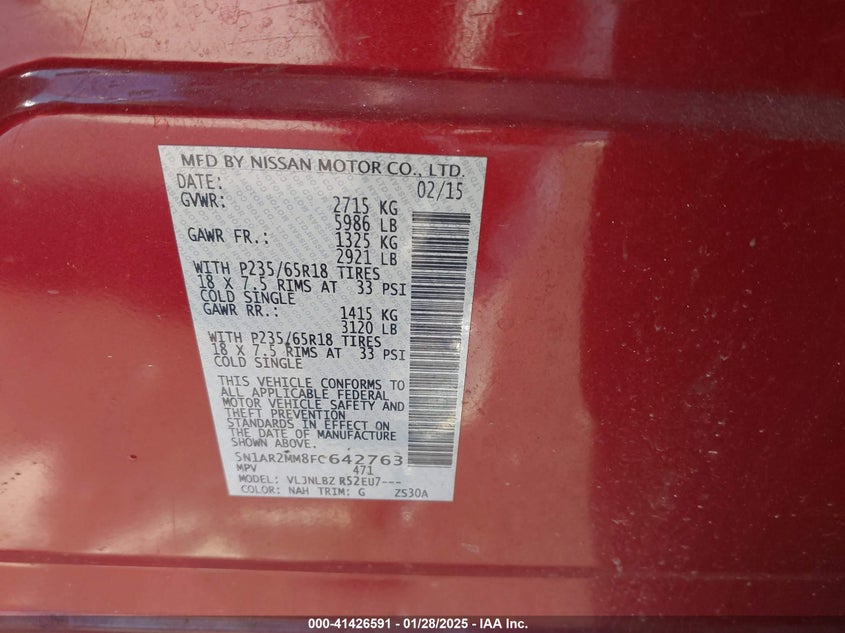 MFD BY NISSAN MOTOR CO., LTD.
DATE: 02/15
GVWR: 2715 KG
5986 LB
GAWR FR.: 1325 KG
2921 LB
WITH P235/65R18 TIRES
18 X 7.5 RIMS AT 33 PSI
COLD SINGLE
GAWR RR.: 1415 KG
3120 LB
WITH P235/65R18 TIRES
18 X 7.5 RIMS AT 33 PSI
COLD SINGLE
THIS VEHICLE CONFORMS TO
ALL APPLICABLE FEDERAL
MOTOR VEHICLE SAFETY AND
THEFT PREVENTION
STANDARDS IN EFFECT ON
THE DATE OF MANUFACTURE
SHOWN ABOVE.
5N1AR2MM8FC642763
MPV 471
MODEL: VLJNLBZ R52EU7---
COLOR: NAH TRIM: G ZS30A
000-41426591 - 01/28/2025 - IAA Inc.